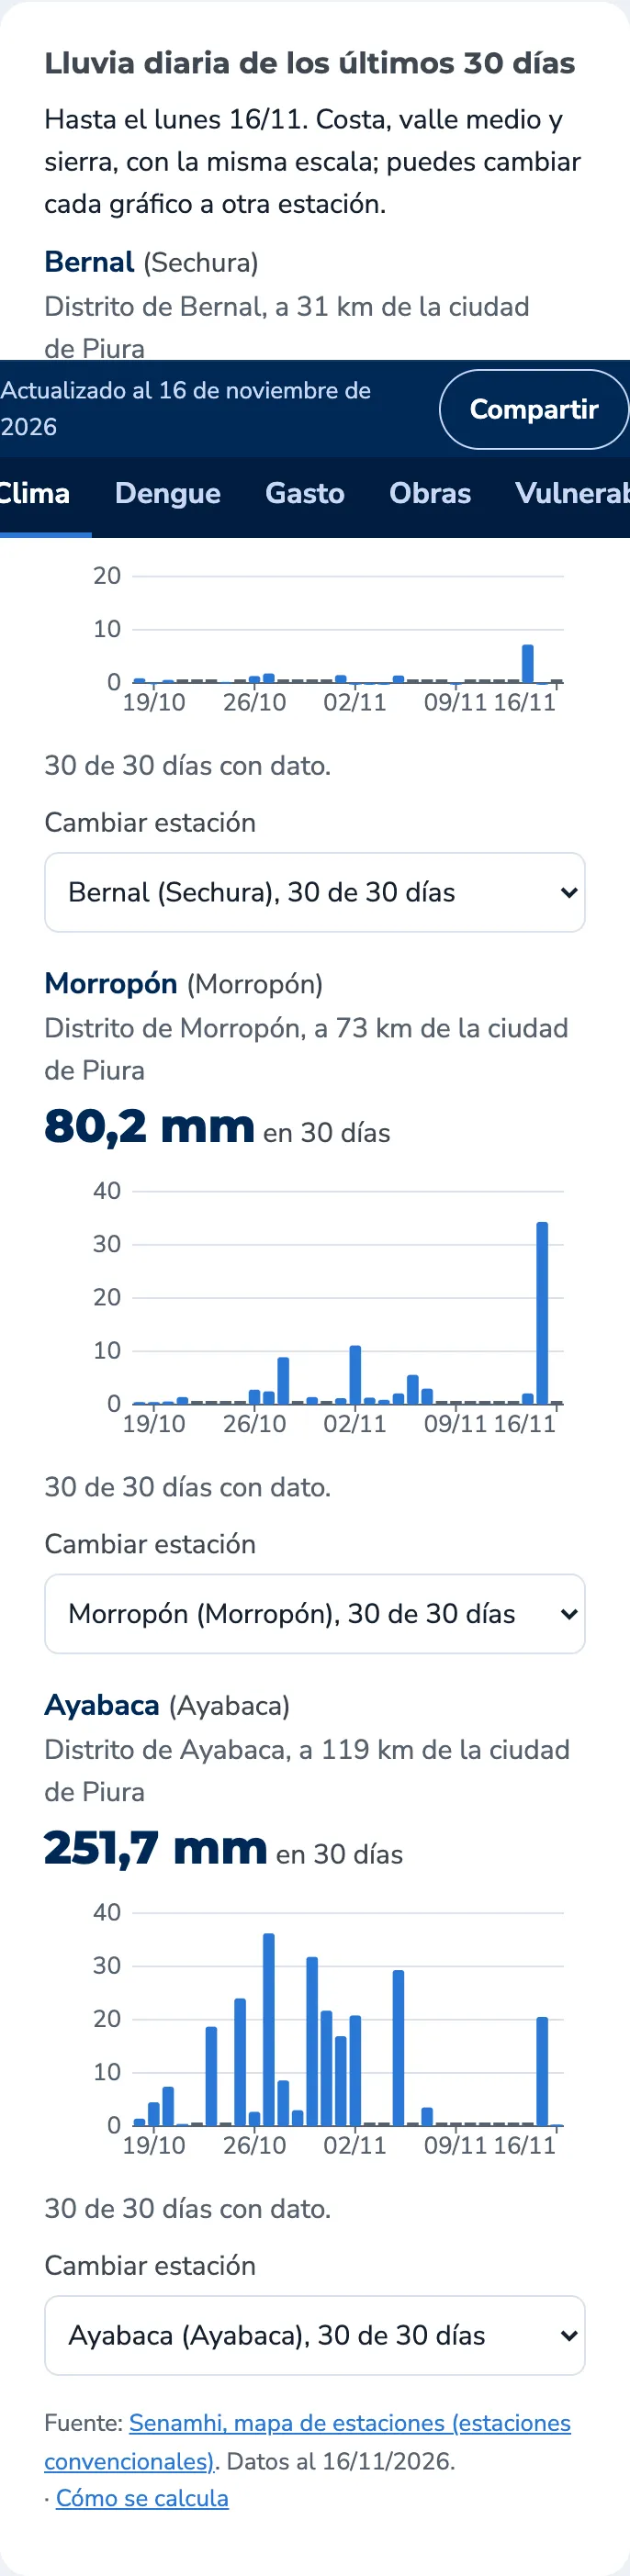 Lluvia diaria de los últimos 30 días
Hasta el lunes 16/11. Costa, valle medio y
sierra, con la misma escala; puedes cambiar
cada gráfico a otra estación.
Bernal (Sechura)
Distrito de Bernal, a 31 km de la ciudad
de Piura
Actualizado al 16 de noviembre de
2026
Compartir
Clima Dengue Gasto Obras Vulnerab
20
10
0
19/10 26/10 02/11 09/11 16/11
30 de 30 días con dato.
Cambiar estación
Bernal (Sechura), 30 de 30 días
Morropón (Morropón)
Distrito de Morropón, a 73 km de la ciudad
de Piura
80,2 mm en 30 días
40
30
20
10
0
19/10 26/10 02/11 09/11 16/11
30 de 30 días con dato.
Cambiar estación
Morropón (Morropón), 30 de 30 días
Ayabaca (Ayabaca)
Distrito de Ayabaca, a 119 km de la ciudad
de Piura
251,7 mm en 30 días
40
30
20
10
0
19/10 26/10 02/11 09/11 16/11
30 de 30 días con dato.
Cambiar estación
Ayabaca (Ayabaca), 30 de 30 días
Fuente: Senamhi, mapa de estaciones (estaciones
convencionales). Datos al 16/11/2026.
· Cómo se calcula